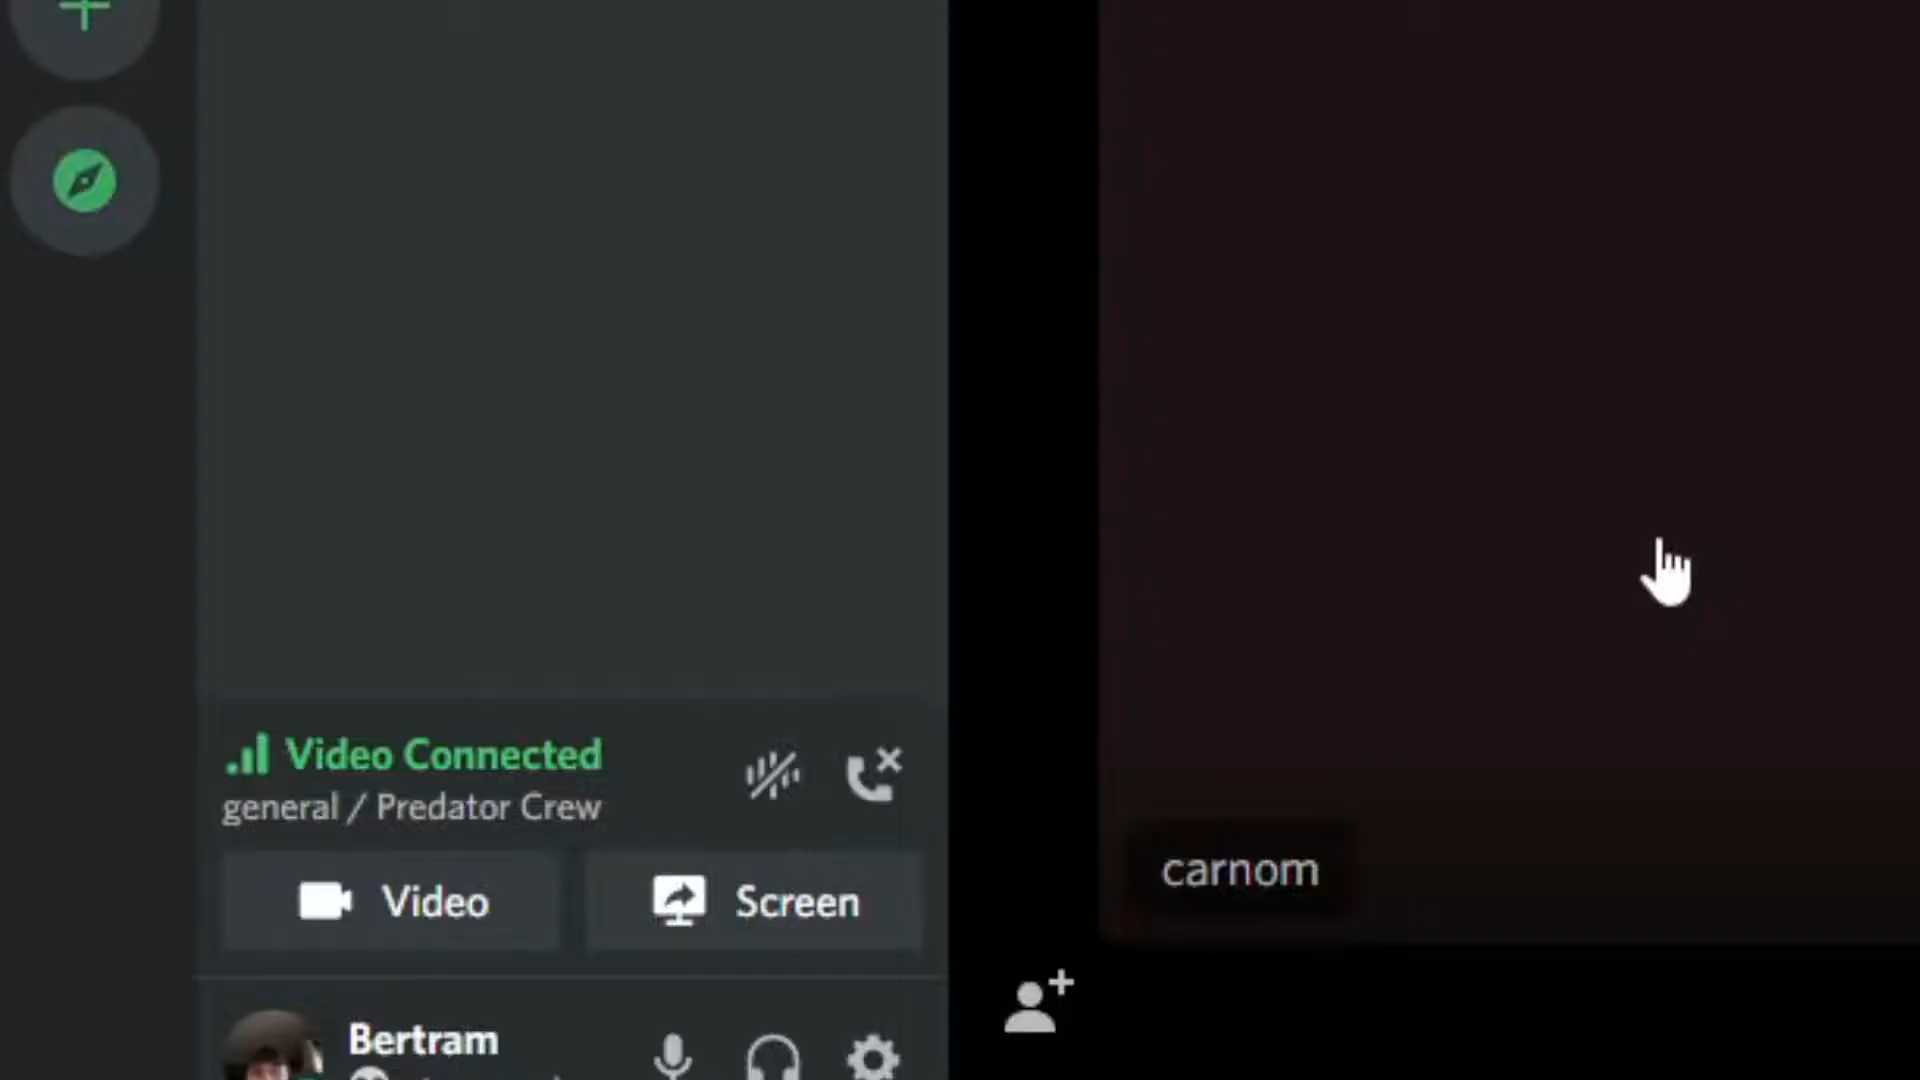 Video Connected
general / Predator Crew
Video
Screen
carnom
Bertram